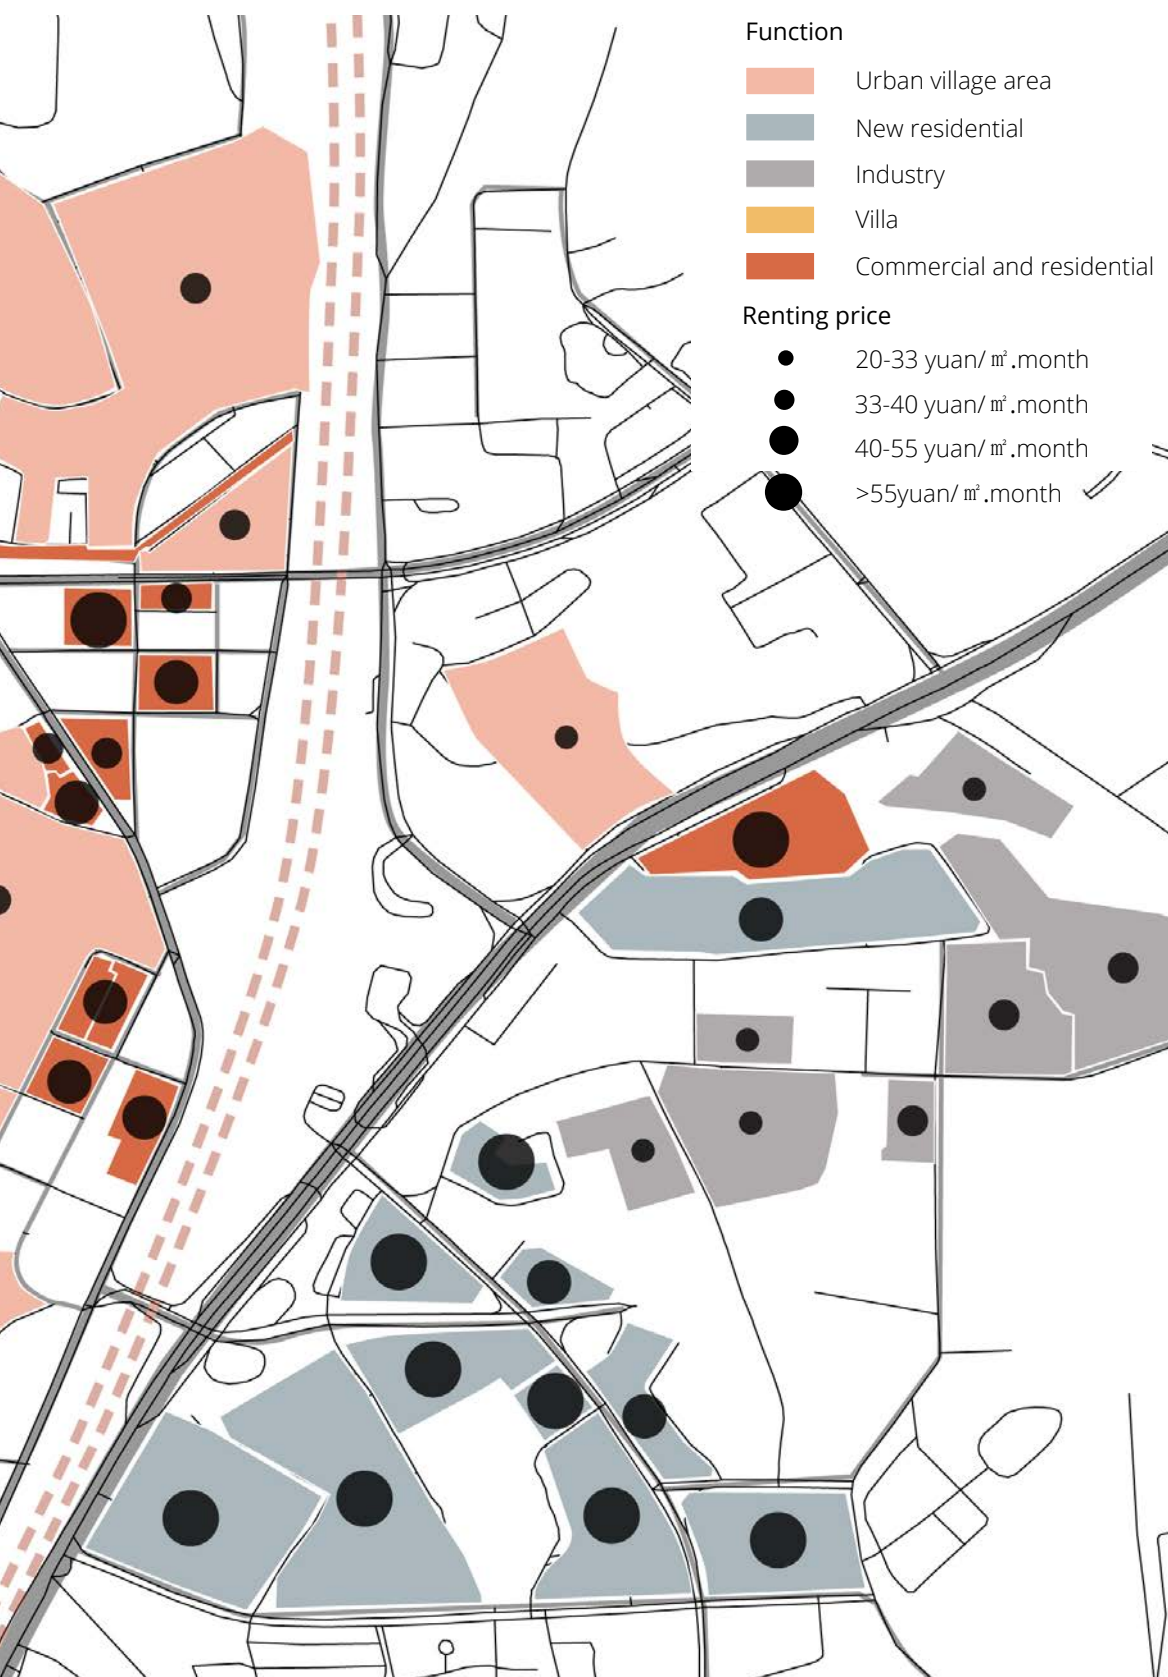 Function
Urban village area
New residential
Industry
Villa
Commercial and residential
Renting price
20-33 yuan/ ㎡.month
33-40 yuan/ ㎡.month
40-55 yuan/ ㎡.month
>55yuan/ ㎡.month